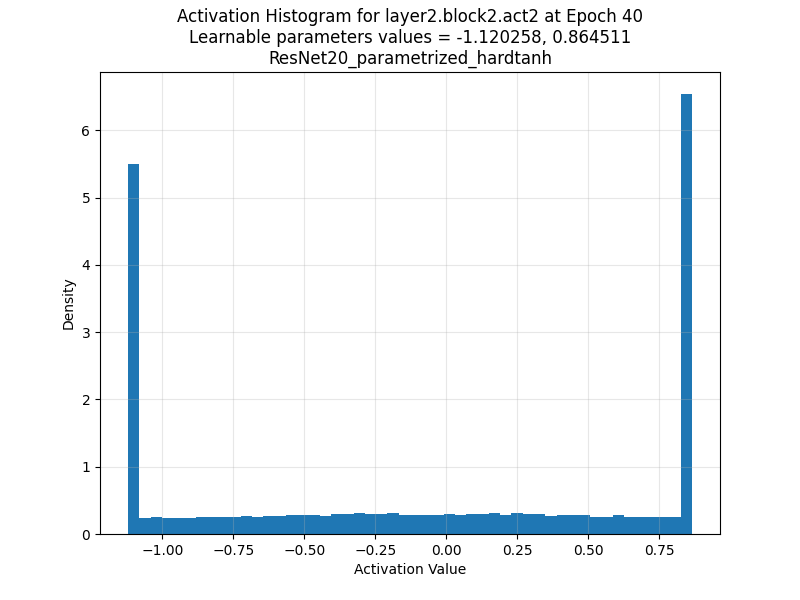 Activation Histogram for layer2.block2.act2 at Epoch 40
Learnable parameters values = -1.120258, 0.864511
ResNet20_parametrized_hardtanh
6
5
4
3
2
1
0
Density
−1.00 −0.75 −0.50 −0.25 0.00 0.25 0.50 0.75
Activation Value